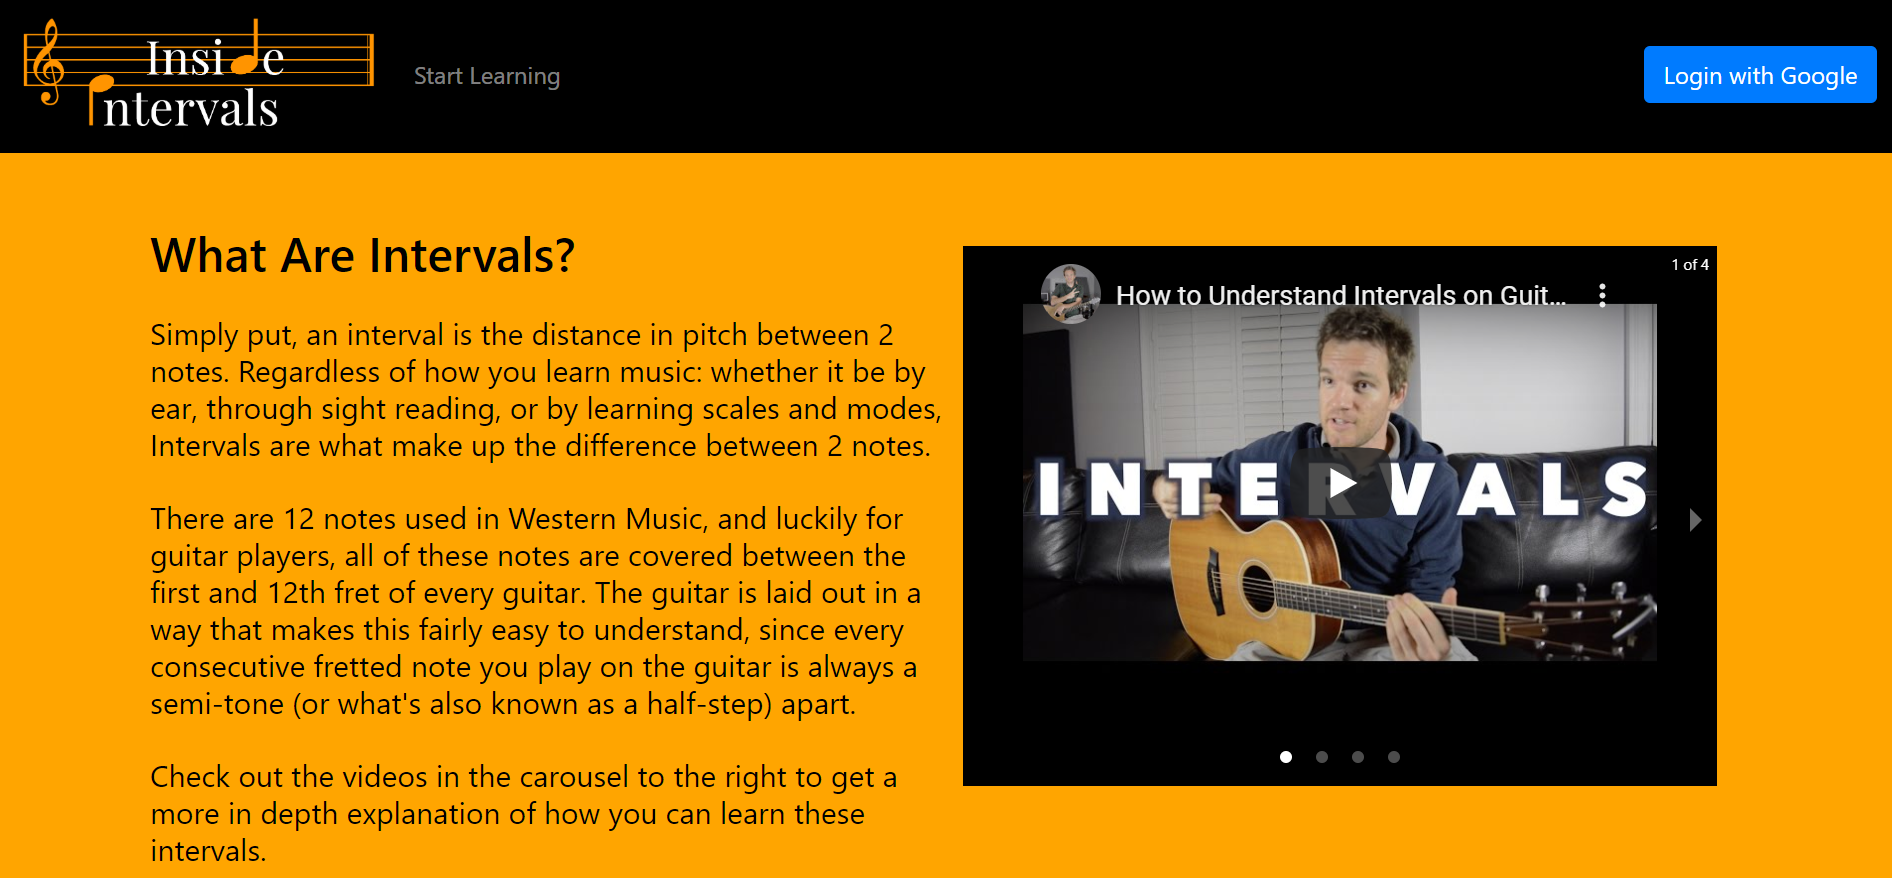 Inside
Intervals
Start Learning
Login with Google
What Are Intervals?
Simply put, an interval is the distance in pitch between 2
notes. Regardless of how you learn music: whether it be by
ear, through sight reading, or by learning scales and modes,
Intervals are what make up the difference between 2 notes.
There are 12 notes used in Western Music, and luckily for
guitar players, all of these notes are covered between the
first and 12th fret of every guitar. The guitar is laid out in a
way that makes this fairly easy to understand, since every
consecutive fretted note you play on the guitar is always a
semi-tone (or what's also known as a half-step) apart.
Check out the videos in the carousel to the right to get a
more in depth explanation of how you can learn these
intervals.
1 of 4
How to Understand Intervals on Guit...
INTERVALS